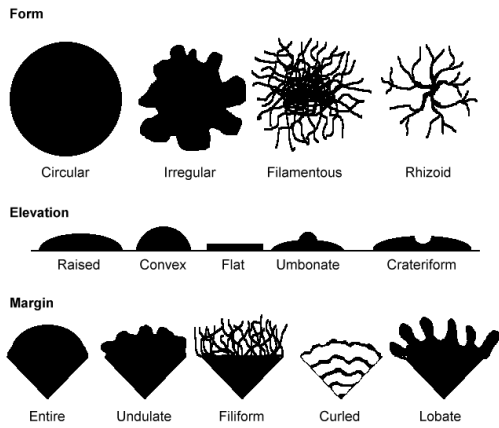 Form
Circular Irregular Filamentous Rhizoid
Elevation
Raised Convex Flat Umbonate Crateriform
Margin
Entire Undulate Filiform Curled Lobate